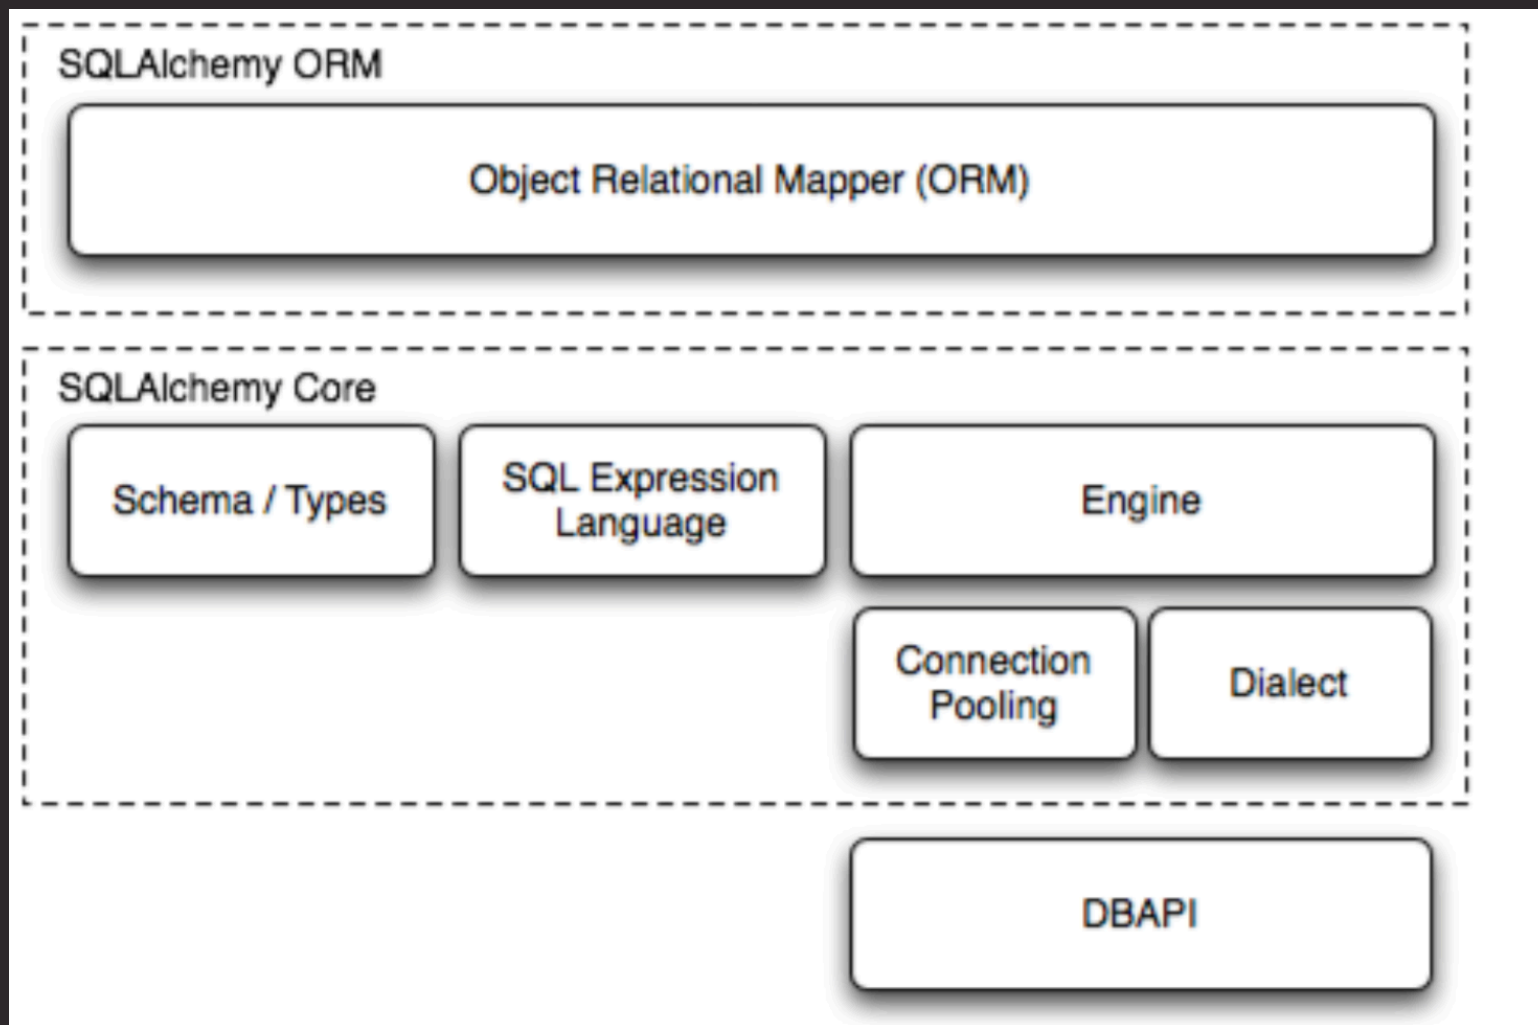 SQLAlchemy ORM
Object Relational Mapper (ORM)
SQLAlchemy Core
Schema / Types
SQL Expression
Language
Engine
Connection
Pooling
Dialect
DBAPI